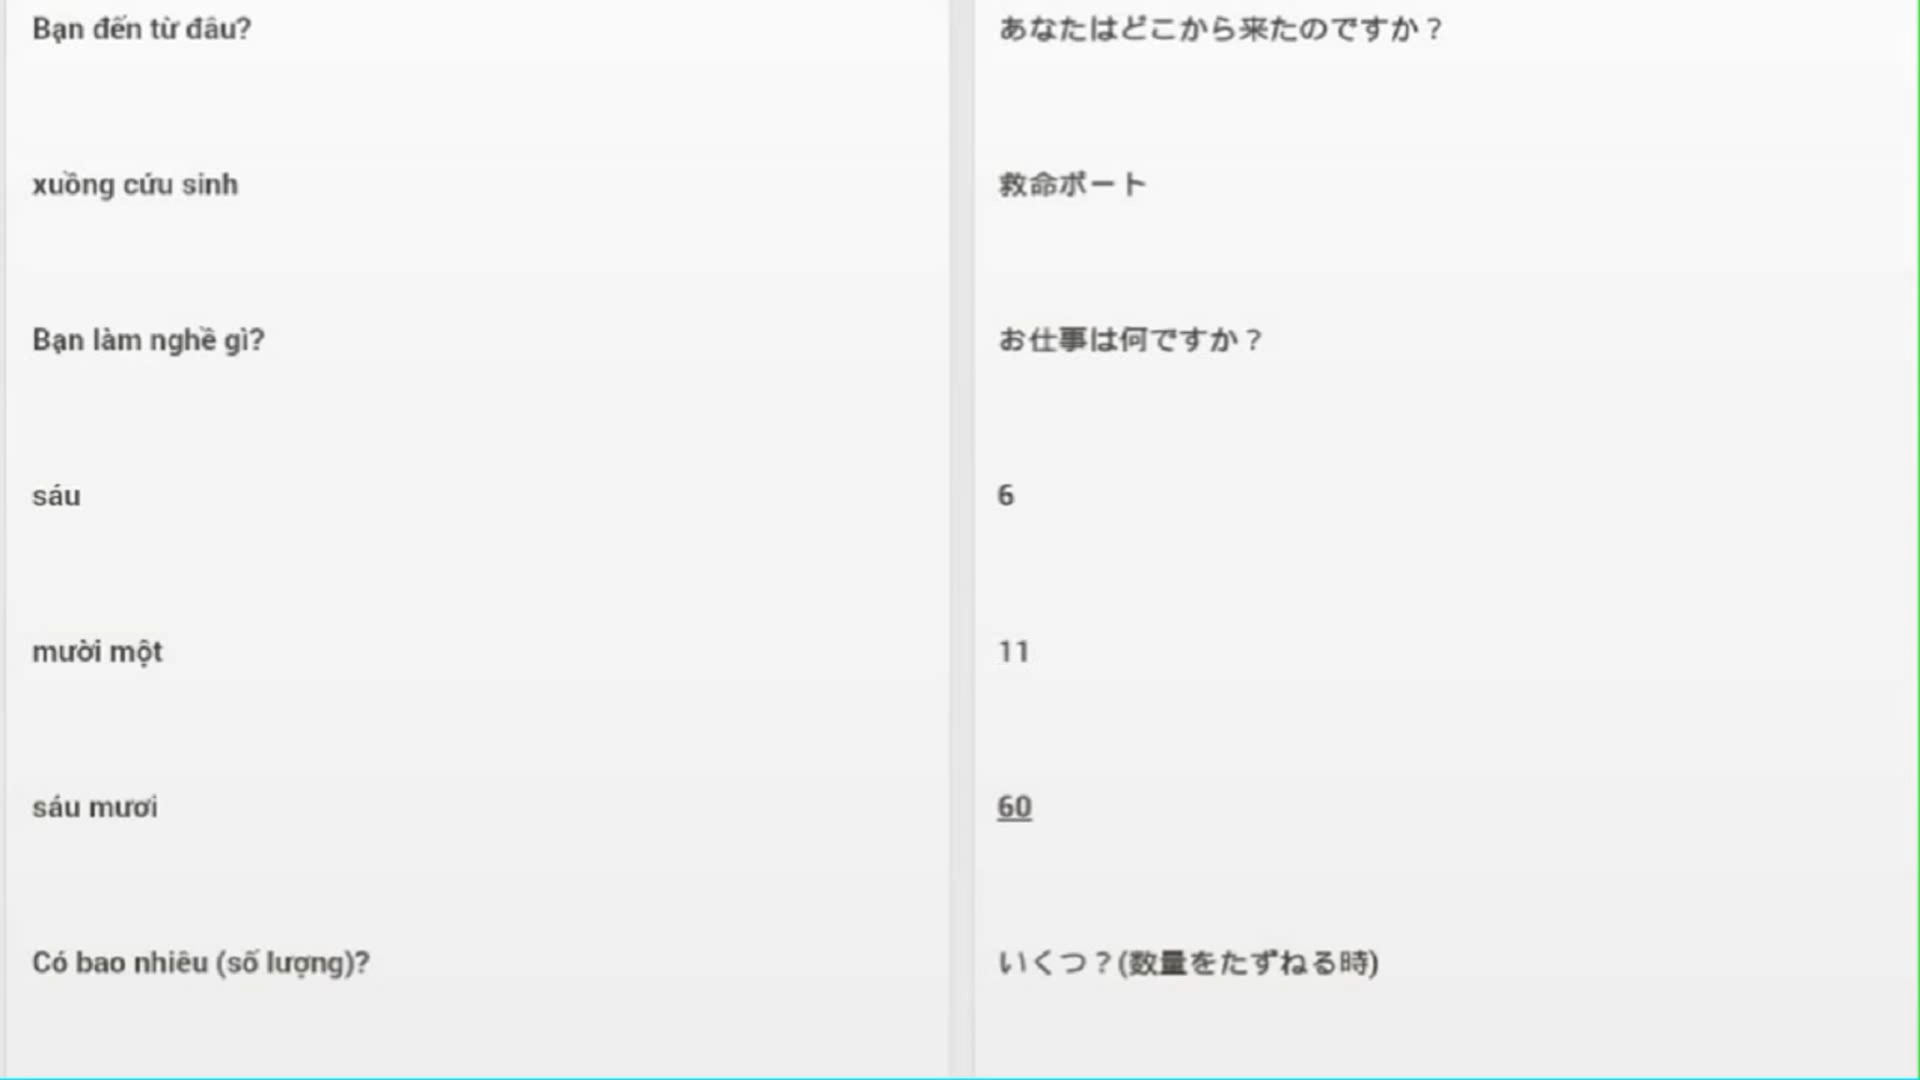 Bạn đến từ đâu?
あなたはどこから来たのですか？
xuồng cứu sinh
救命ボート
Bạn làm nghề gì?
お仕事は何ですか？
sáu
6
mười một
11
sáu mươi
60
Có bao nhiêu (số lượng)?
いくつ？(数量をたずねる時)